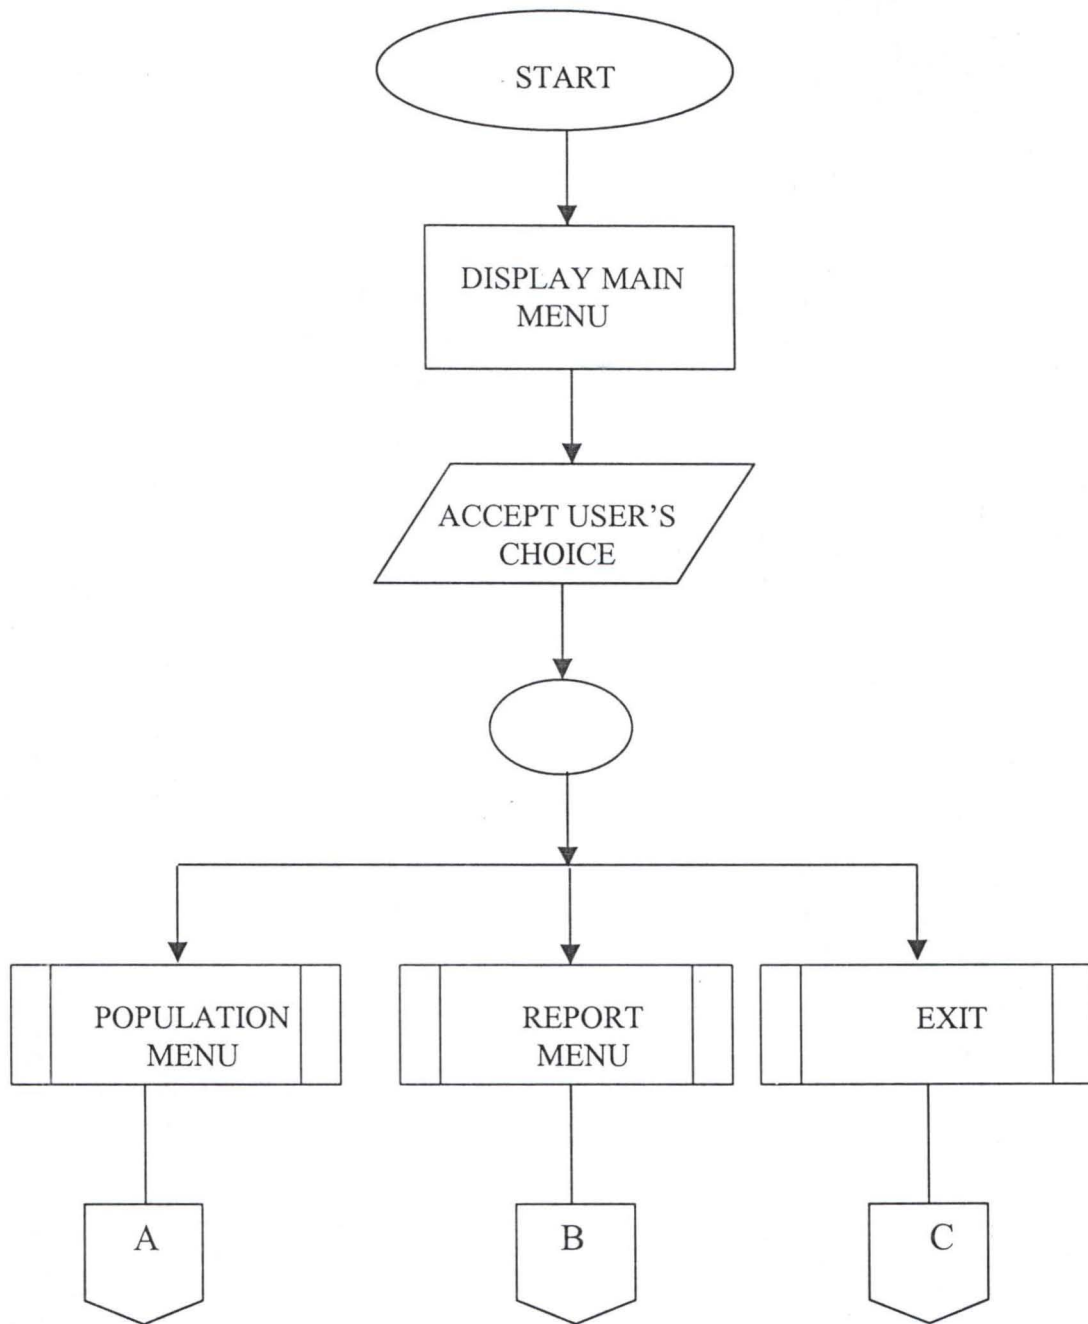 START
DISPLAY MAIN
MENU
ACCEPT USER'S
CHOICE
POPULATION
MENU
REPORT
MENU
EXIT
A
B
C